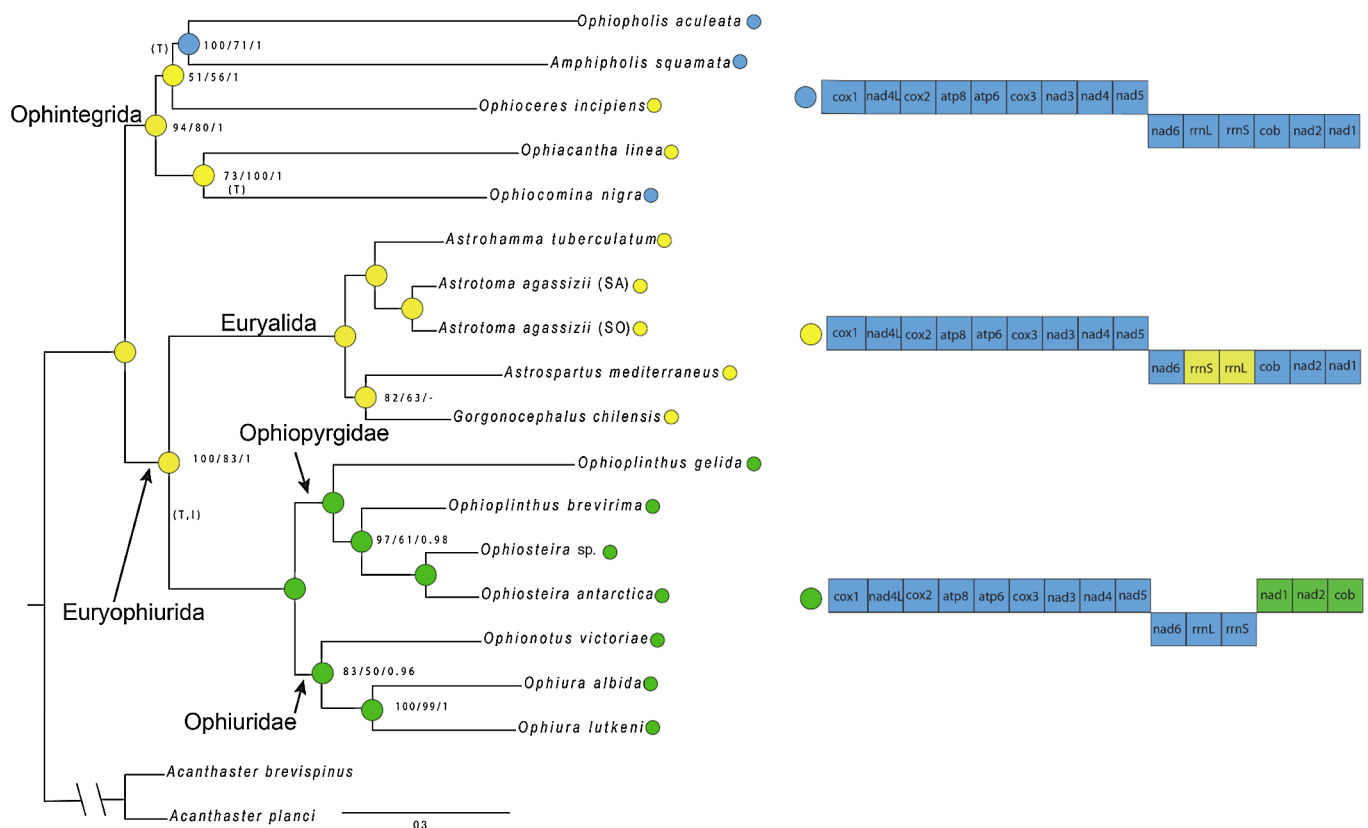 Ophiopholis aculeata
(T)
100/71/1
Amphipholis squamata
51/56/1
Ophioceres incipiens
Ophintegrida
94/80/1
Ophiacantha linea
73/100/1
(T)
Ophiocomina nigra
Astrohamma tuberculatum
Astrotoma agassizii (SA)
Euryalida
Astrotoma agassizii (SO)
Astrospartus mediterraneus
82/63/-
Gorgonocephalus chilensis
Ophiopyrgidae
100/83/1
Ophioplinthus gelida
(T,I)
Ophioplinthus brevirima
97/61/0.98
Ophiosteira sp.
Ophiosteira antarctica
Euryophiurida
Ophionotus victoriae
83/50/0.96
Ophiura albida
100/99/1
Ophiuridae
Ophiura lutkeni
Acanthaster brevispinus
Acanthaster planci
03
cox1 nad4L cox2 atp8 atp6 cox3 nad3 nad4 nad5
nad6 rrnL rrnS cob nad2 nad1
cox1 nad4L cox2 atp8 atp6 cox3 nad3 nad4 nad5
nad6 rrnS rrnL cob nad2 nad1
cox1 nad4L cox2 atp8 atp6 cox3 nad3 nad4 nad5
nad1 nad2 cob
nad6 rrnL rrnS